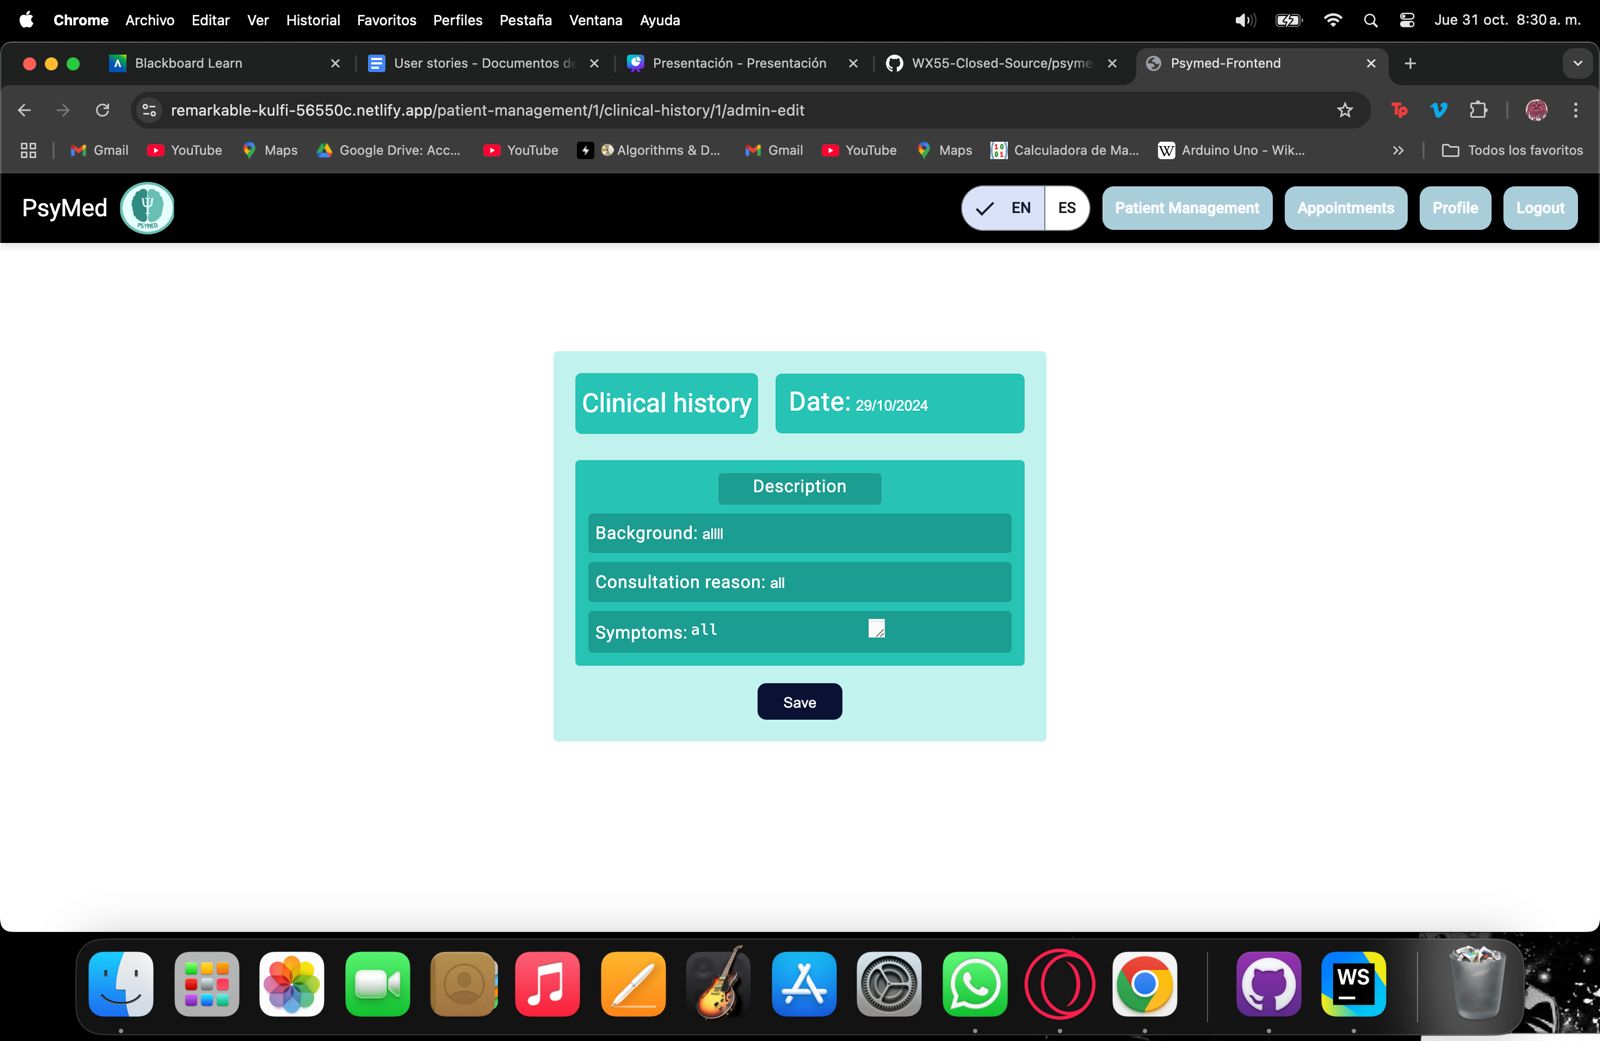 Chrome Archivo Editar Ver Historial Favoritos Perfiles Pestaña Ventana Ayuda Jue 31 oct. 8:30 a. m.
Blackboard Learn User stories - Documentos de Presentación - Presentación WX55-Closed-Source/psyme Psymed-Frontend
remarkable-kulfi-56550c.netlify.app/patient-management/1/clinical-history/1/admin-edit
Gmail YouTube Maps Google Drive: Acc... YouTube Algorithms & D... Gmail YouTube Maps Calculadora de Ma... Arduino Uno - Wik... Todos los favoritos
PsyMed PSYMED EN ES Patient Management Appointments Profile Logout
Clinical history Date: 29/10/2024
Description
Background: allll
Consultation reason: all
Symptoms: all
Save
WS